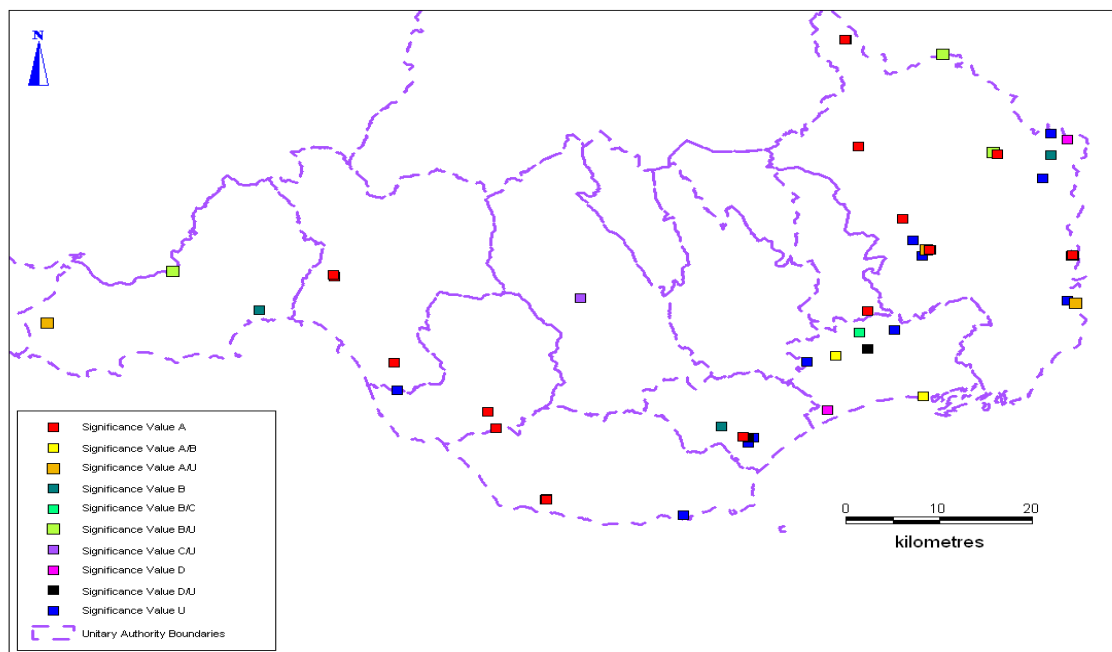 N
Significance Value A
Significance Value A/B
Significance Value A/U
Significance Value B
Significance Value B/C
Significance Value B/U
Significance Value C/U
Significance Value D
Significance Value D/U
Significance Value U
Unitary Authority Boundaries
0 10 20
kilometres